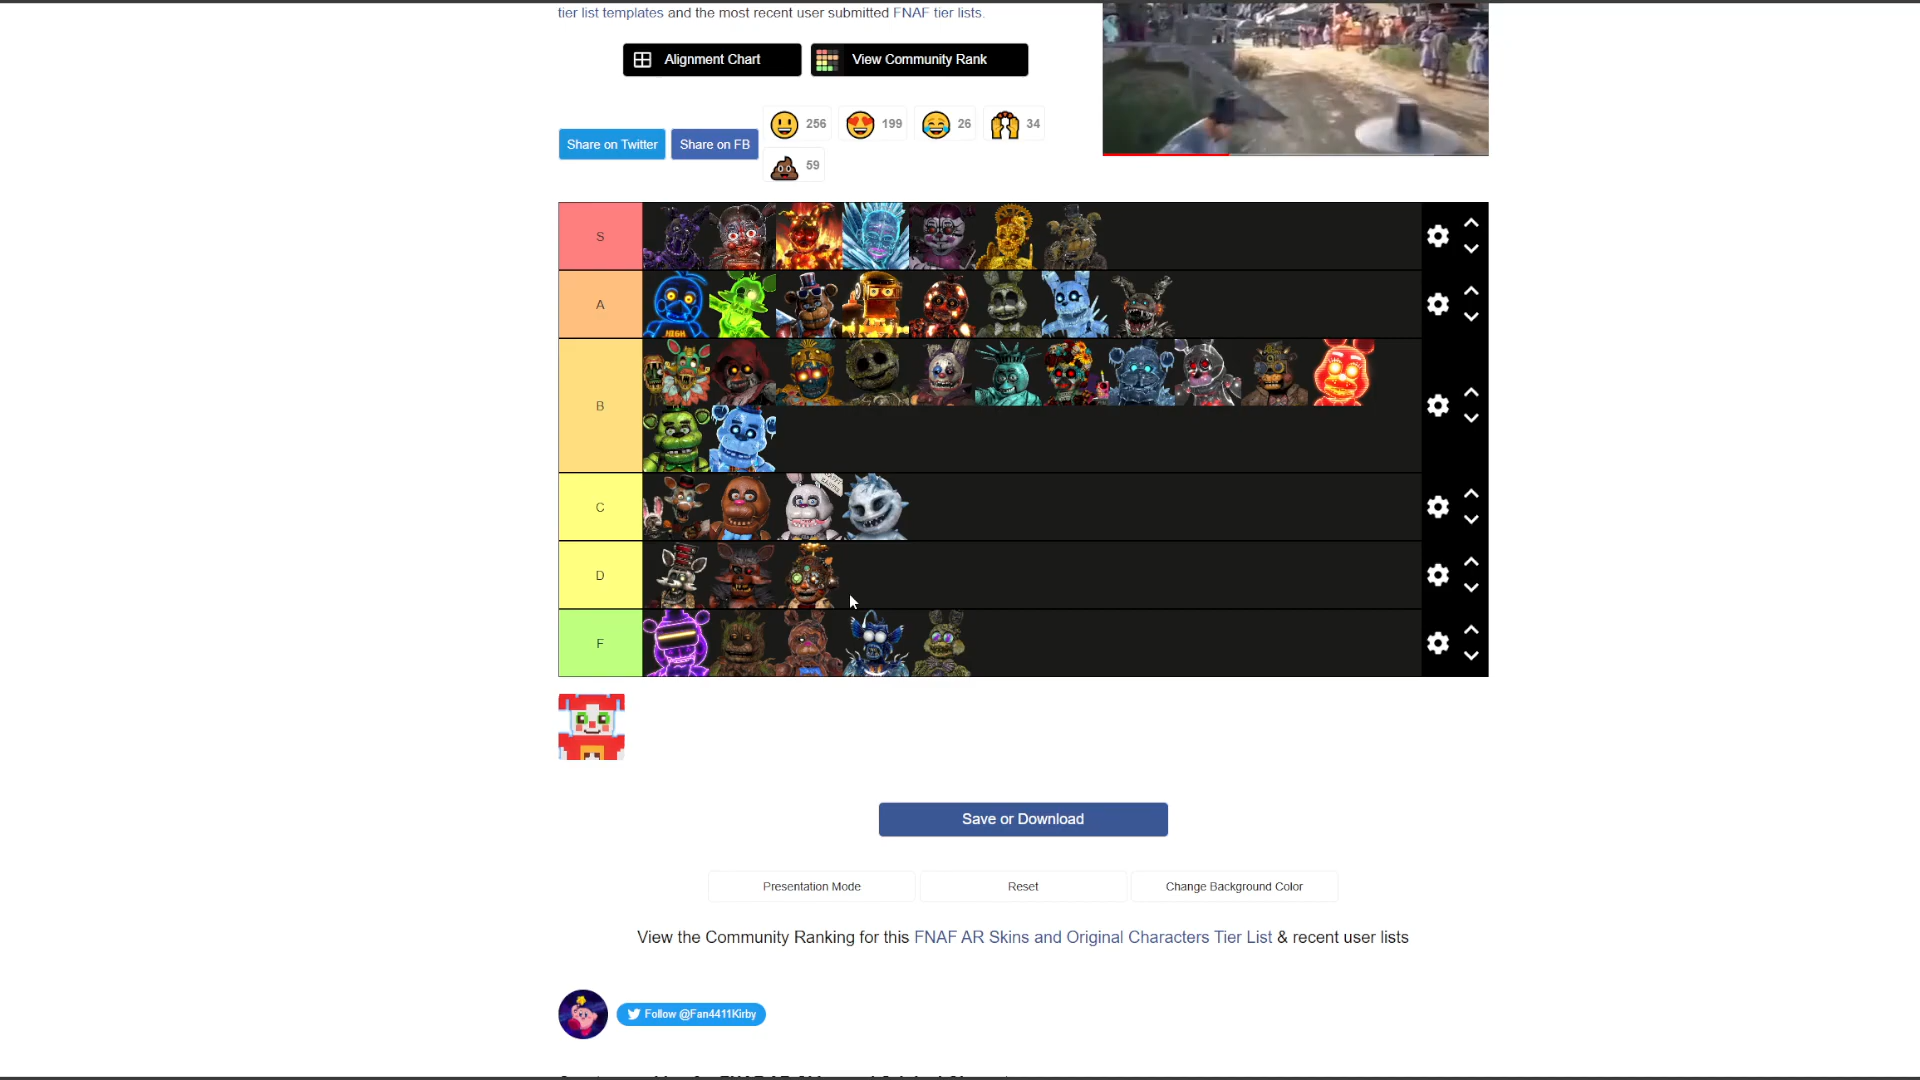 tier list templates and the most recent user submitted FNAF tier lists.
Alignment Chart
View Community Rank
Share on Twitter
Share on FB
256
199
26
34
59
S
A
B
C
D
F
Save or Download
Presentation Mode
Reset
Change Background Color
View the Community Ranking for this FNAF AR Skins and Original Characters Tier List & recent user lists
Follow @Fan4411Kirby